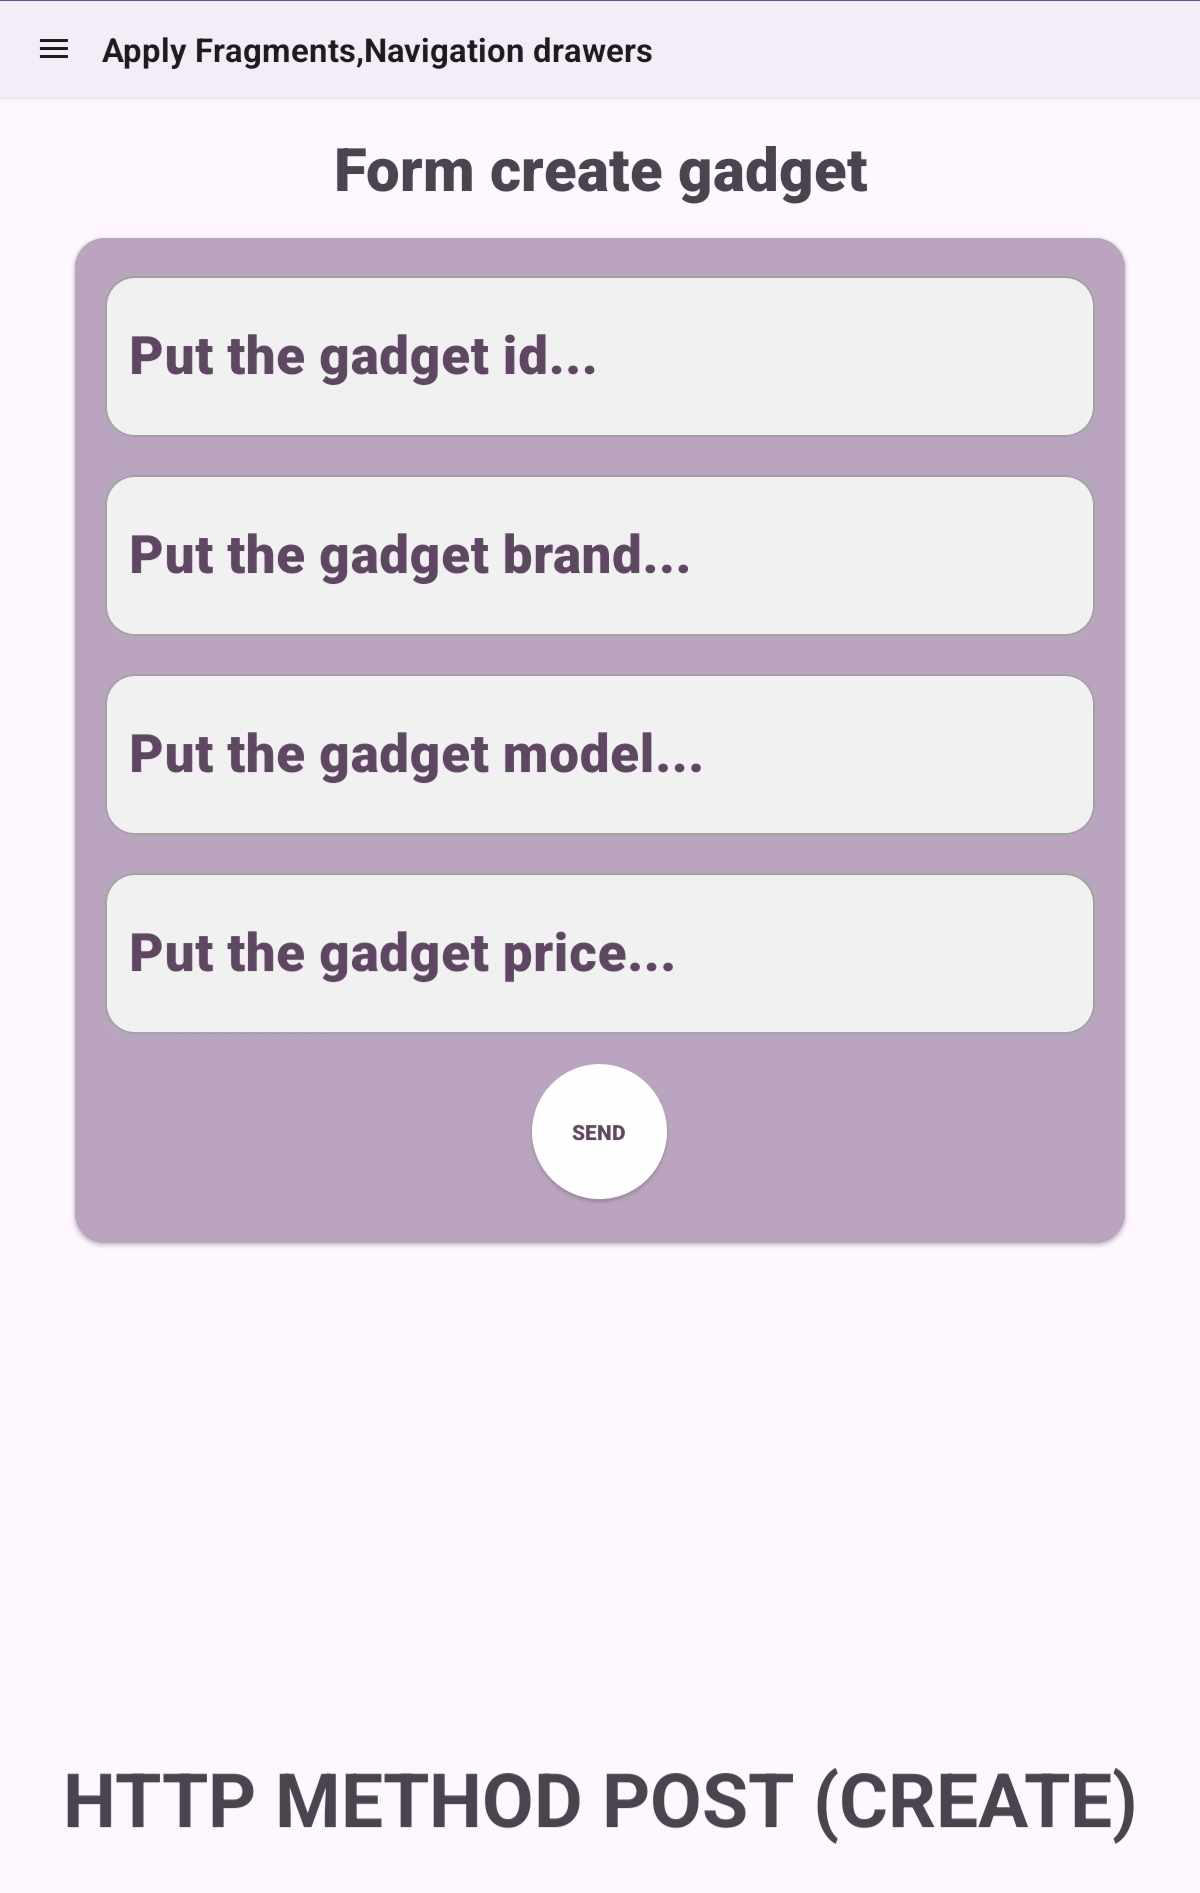 Apply Fragments,Navigation drawers
Form create gadget
Put the gadget id...
Put the gadget brand...
Put the gadget model...
Put the gadget price...
SEND
HTTP METHOD POST (CREATE)